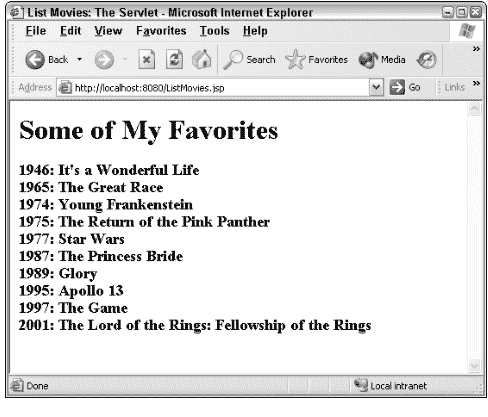 List Movies: The Servlet - Microsoft Internet Explorer
File Edit View Favorites Tools Help
Back Search Favorites Media
Address http://localhost:8080/ListMovies.jsp Go Links
Some of My Favorites
1946: It's a Wonderful Life
1965: The Great Race
1974: Young Frankenstein
1975: The Return of the Pink Panther
1977: Star Wars
1987: The Princess Bride
1989: Glory
1995: Apollo 13
1997: The Game
2001: The Lord of the Rings: Fellowship of the Rings
Done Local intranet